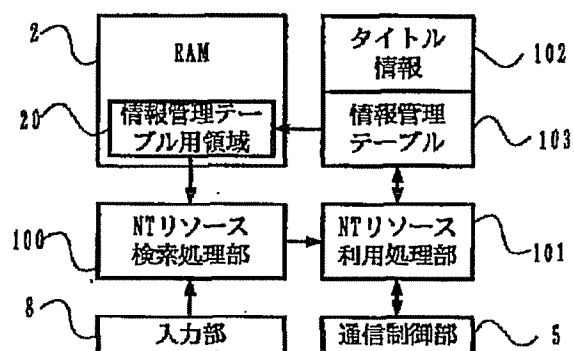 2
RAM
20
情報管理テー
ブル用領域
タイトル
情報
102
情報管理
テーブル
103
100
NTリソース
検索処理部
NTリソース
利用処理部
101
8
入力部
通信制御部
5